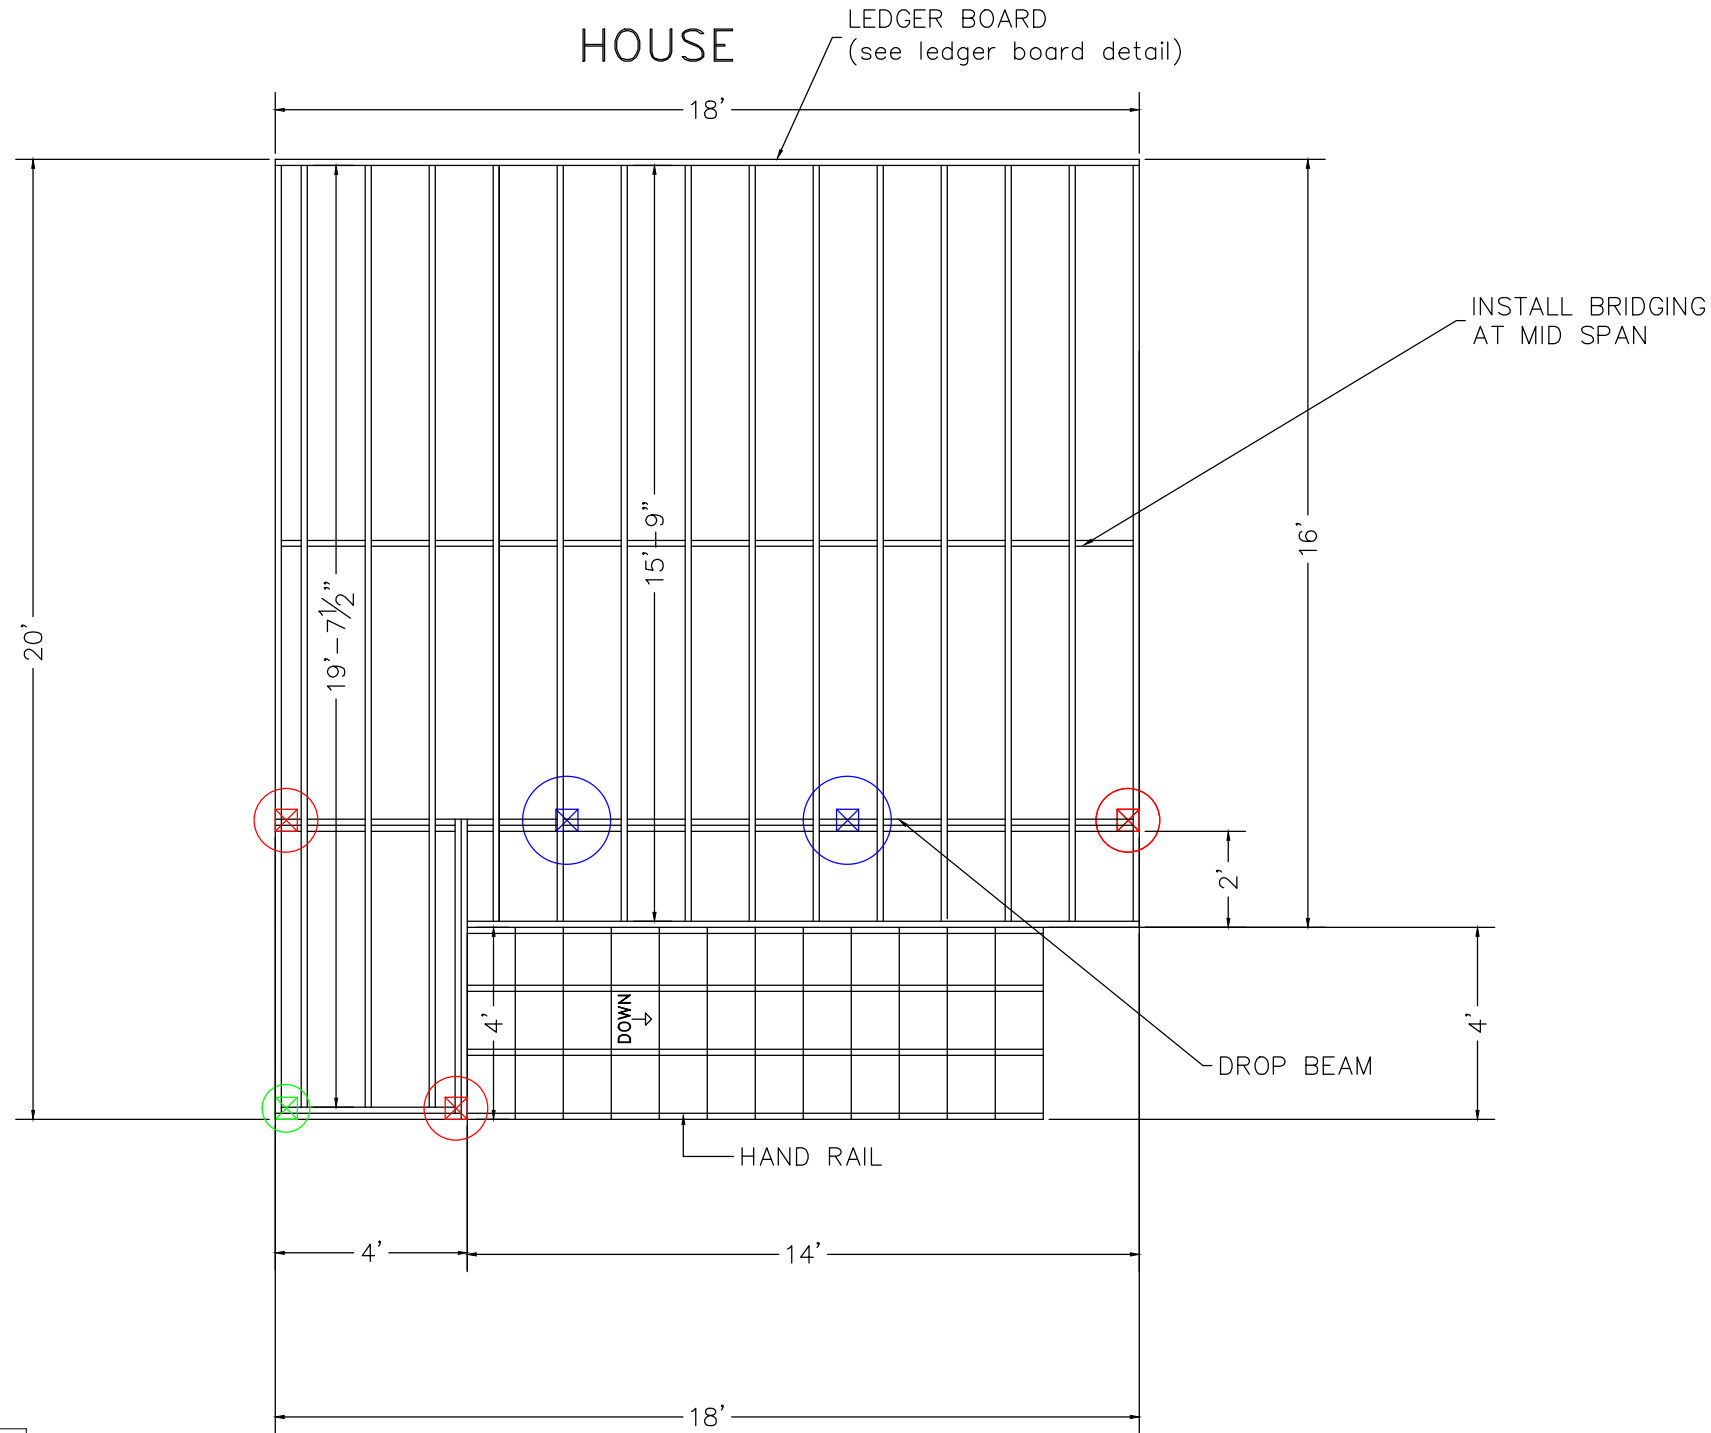 HOUSE
LEDGER BOARD
(see ledger board detail)
18'
INSTALL BRIDGING
AT MID SPAN
15'-9"
16'
19'-7½"
20'
2'
DOWN
4'
4'
DROP BEAM
HAND RAIL
4'
14'
18'